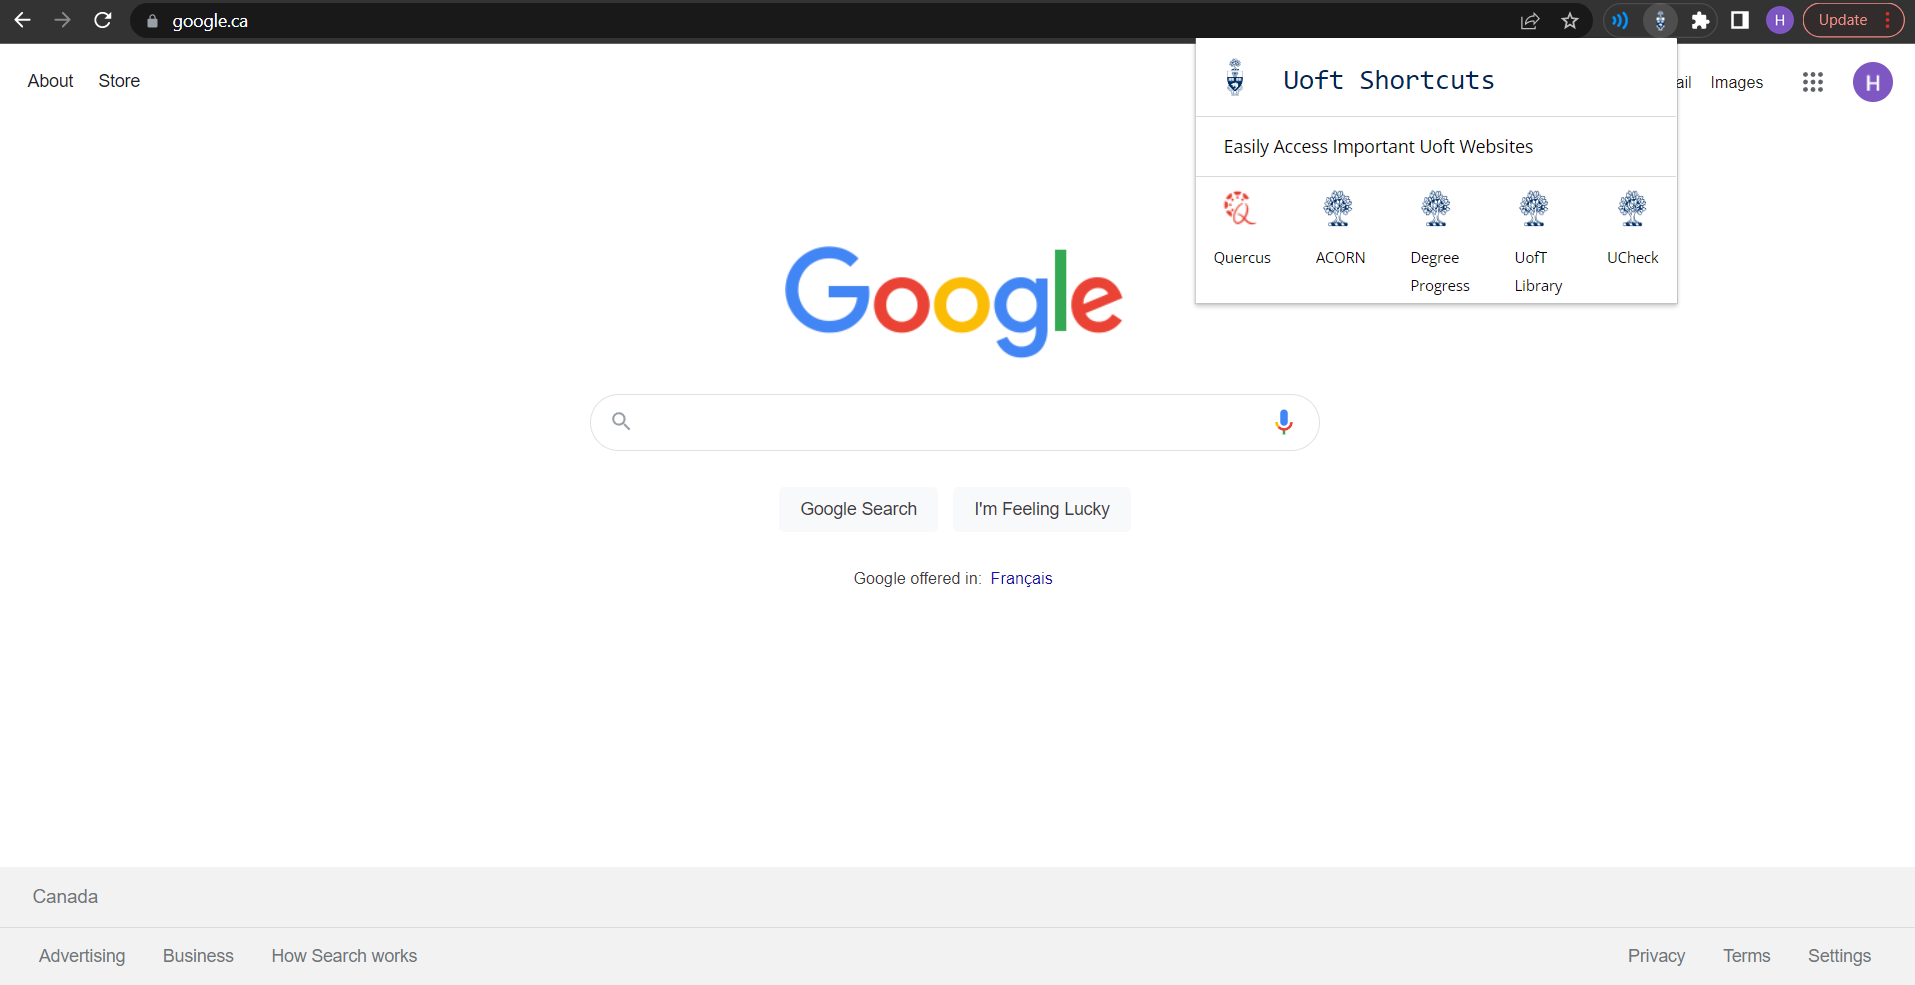 google.ca
H
Update
About
Store
ail
Images
H
Uoft Shortcuts
Easily Access Important Uoft Websites
Quercus
ACORN
Degree
Progress
UofT
Library
UCheck
Google
Google Search
I'm Feeling Lucky
Google offered in: Français
Canada
Advertising
Business
How Search works
Privacy
Terms
Settings